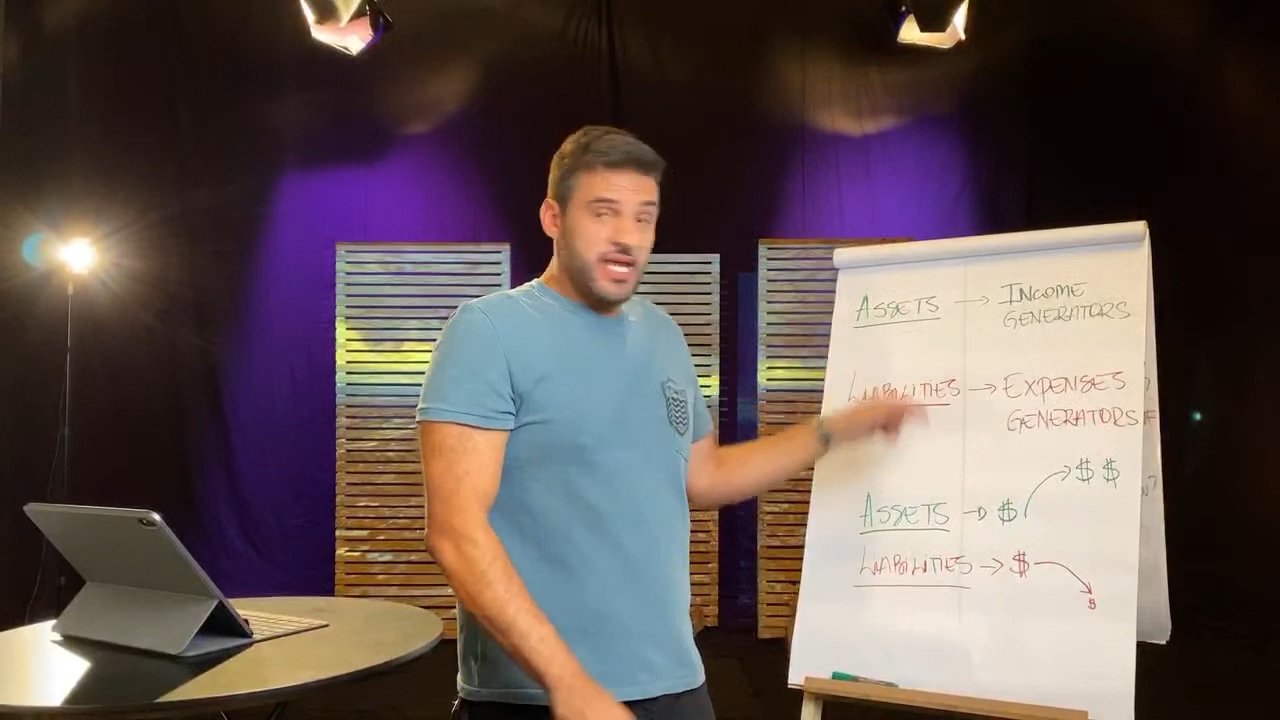 ASSETS → INCOME
GENERATORS
LIABILITIES → EXPENSES
GENERATORS
ASSETS → $ → $ $
LIABILITIES → $ → $